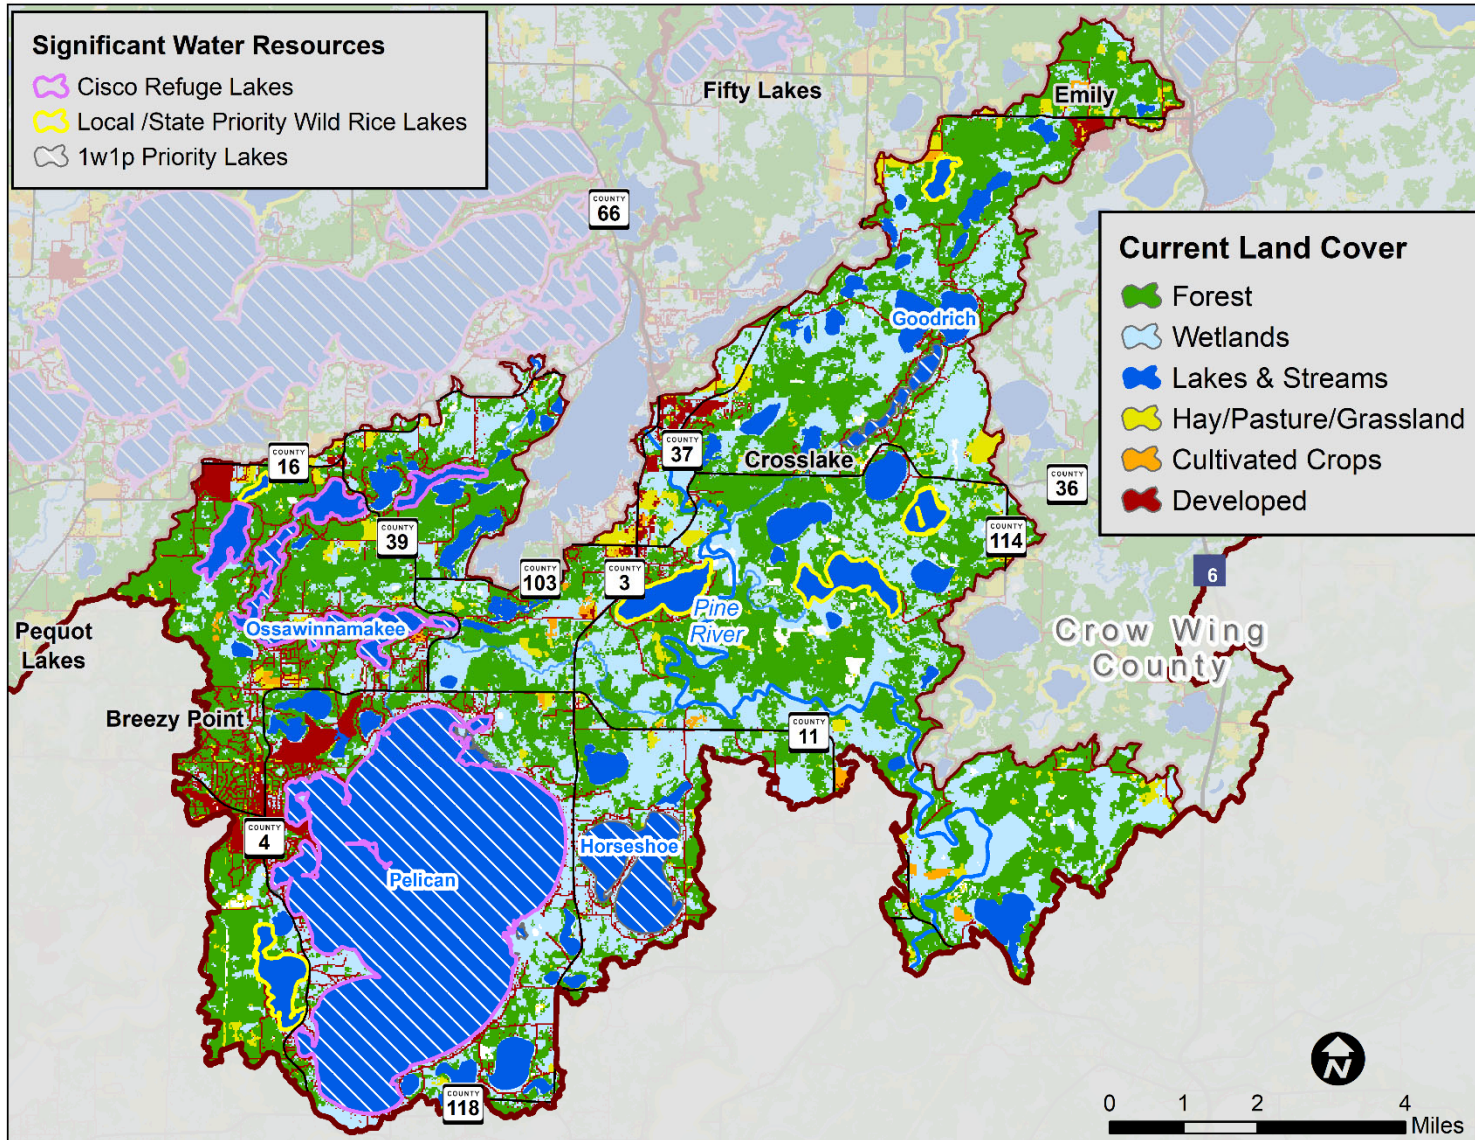 Significant Water Resources
Cisco Refuge Lakes
Local /State Priority Wild Rice Lakes
1w1p Priority Lakes
Fifty Lakes
Emily
COUNTY
66
Current Land Cover
Forest
Wetlands
Lakes & Streams
Hay/Pasture/Grassland
Cultivated Crops
Developed
Goodrich
COUNTY
37
Crosslake
COUNTY
16
COUNTY
36
COUNTY
39
COUNTY
114
COUNTY
103
COUNTY
3
6
Pine
River
Ossawinnamakee
Pequot
Lakes
Crow Wing
County
Breezy Point
COUNTY
11
COUNTY
4
Horseshoe
Pelican
COUNTY
118
N
0 1 2 4
Miles